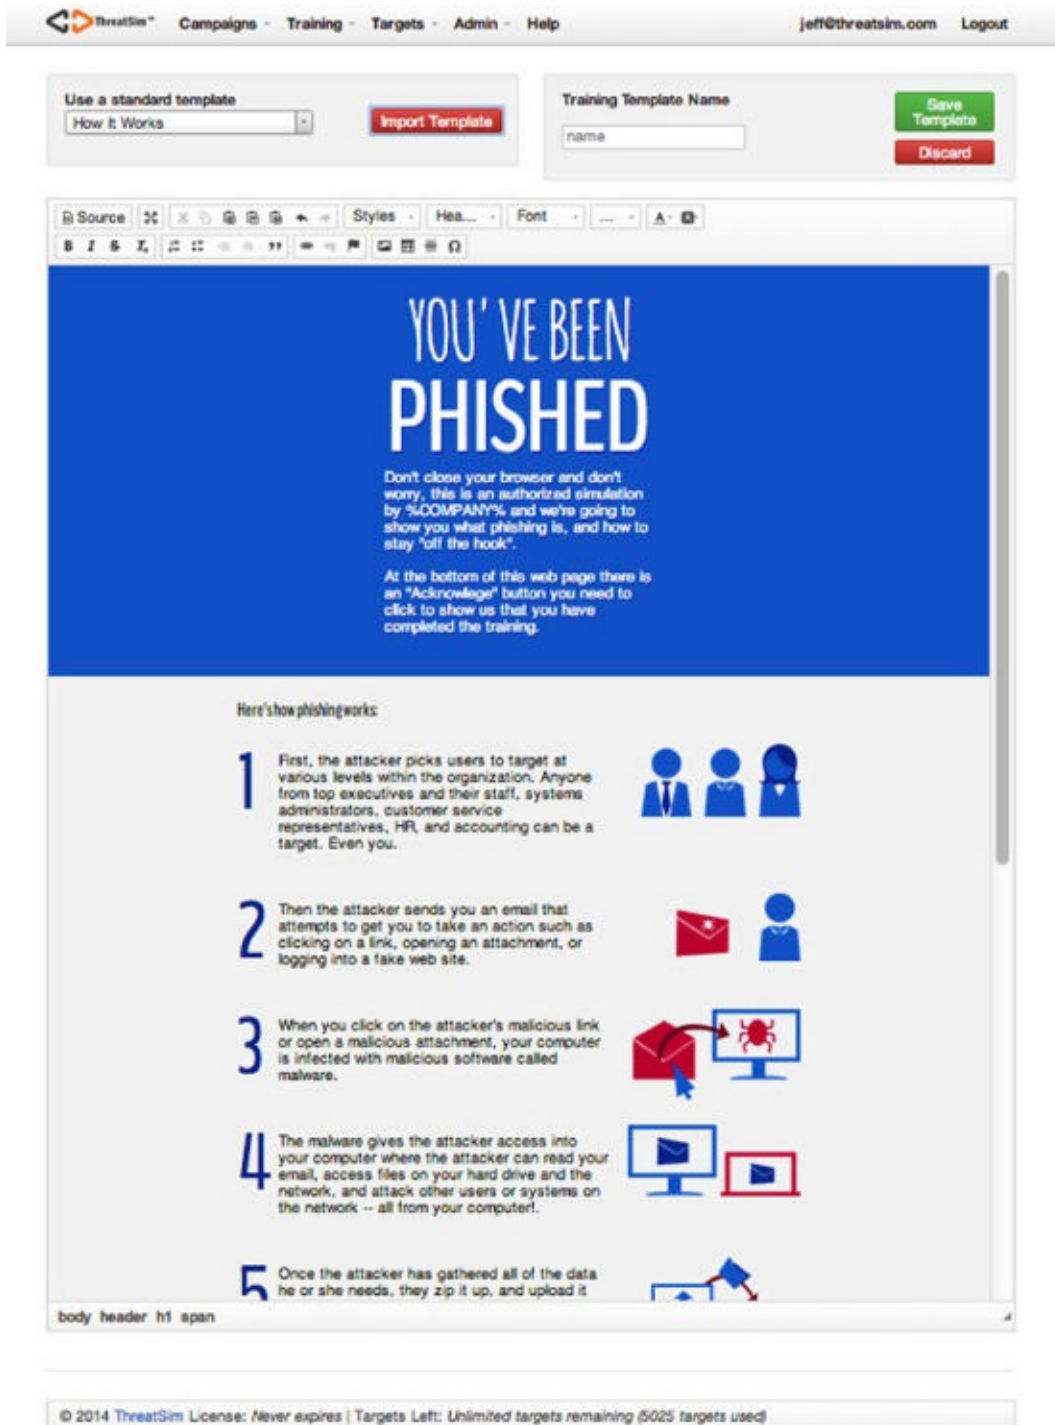 ThreatSim™ Campaigns Training Targets Admin Help jeff@threatsim.com Logout
Use a standard template
How It Works
Import Template
Training Template Name
name
Save
Template
Discard
Source Styles Hea... Font ... A
B I S Tx Ω
YOU'VE BEEN
PHISHED
Don't close your browser and don't
worry, this is an authorized simulation
by %COMPANY% and we're going to
show you what phishing is, and how to
stay "off the hook".
At the bottom of this web page there is
an "Acknowlege" button you need to
click to show us that you have
completed the training.
Here's how phishing works:
1
First, the attacker picks users to target at
various levels within the organization. Anyone
from top executives and their staff, systems
administrators, customer service
representatives, HR, and accounting can be a
target. Even you.
2
Then the attacker sends you an email that
attempts to get you to take an action such as
clicking on a link, opening an attachment, or
logging into a fake web site.
3
When you click on the attacker's malicious link
or open a malicious attachment, your computer
is infected with malicious software called
malware.
4
The malware gives the attacker access into
your computer where the attacker can read your
email, access files on your hard drive and the
network, and attack other users or systems on
the network -- all from your computer!.
5
Once the attacker has gathered all of the data
he or she needs, they zip it up, and upload it
body header h1 span
© 2014 ThreatSim License: Never expires | Targets Left: Unlimited targets remaining (5025 targets used)